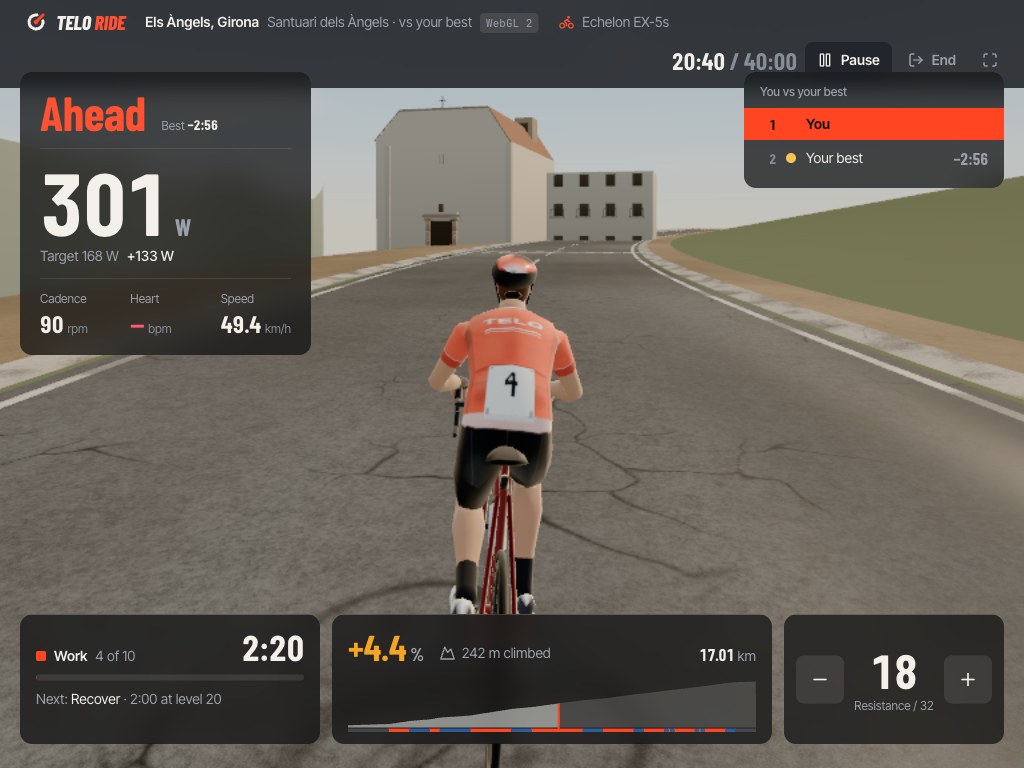 TELO RIDE Els Àngels, Girona Santuari dels Àngels · vs your best WebGL 2 Echelon EX-5s
20:40 / 40:00 Pause End
Ahead Best −2:56
301 W
Target 168 W +133 W
Cadence Heart Speed
90 rpm — bpm 49.4 km/h
You vs your best
1 You
2 Your best −2:56
TELO
4
Work 4 of 10 2:20
Next: Recover · 2:00 at level 20
+4.4 % 242 m climbed 17.01 km
− 18 +
Resistance / 32